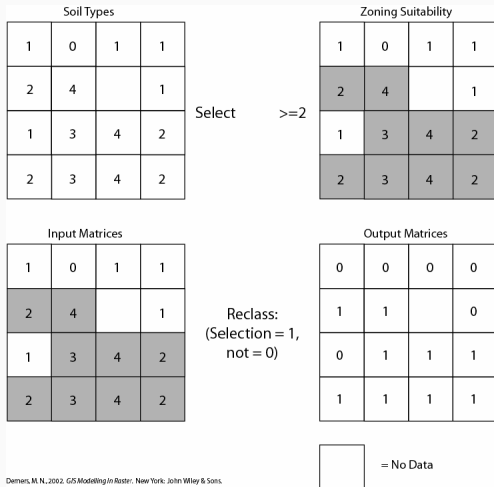 Soil Types
Zoning Suitability
1 0 1 1
2 4 1
1 3 4 2
2 3 4 2
Select >=2
1 0 1 1
2 4 1
1 3 4 2
2 3 4 2
Input Matrices
Output Matrices
1 0 1 1
2 4 1
1 3 4 2
2 3 4 2
Reclass:
(Selection = 1,
not = 0)
0 0 0 0
1 1 0
0 1 1 1
1 1 1 1
= No Data
Demers, M. N., 2002. GIS Modelling in Raster. New York: John Wiley & Sons.